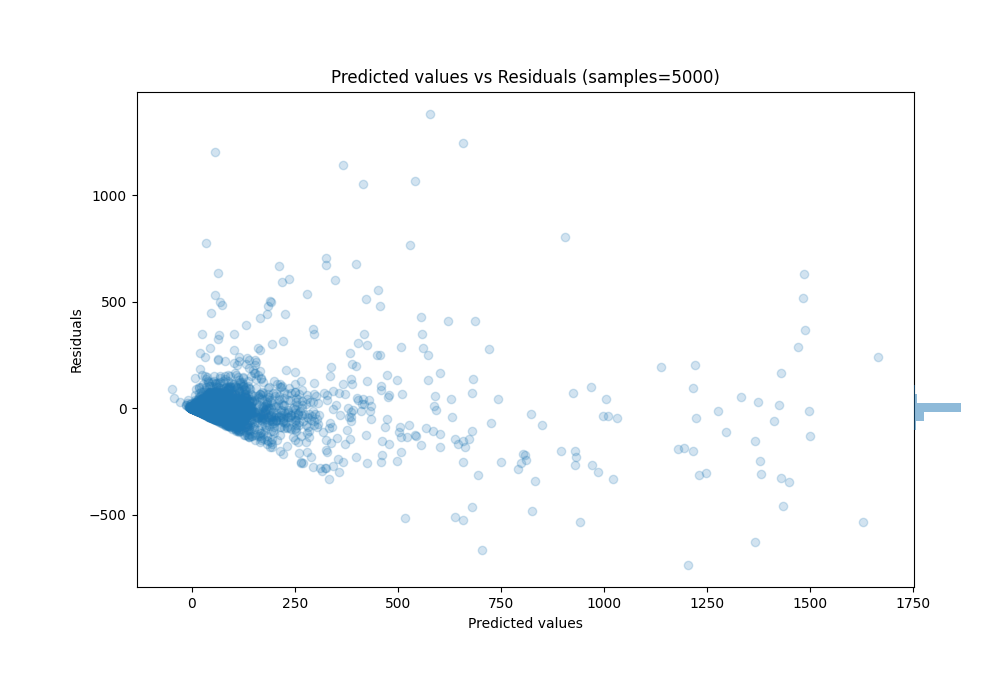 Predicted values vs Residuals (samples=5000)
1000
500
0
−500
Residuals
0 250 500 750 1000 1250 1500 1750
Predicted values